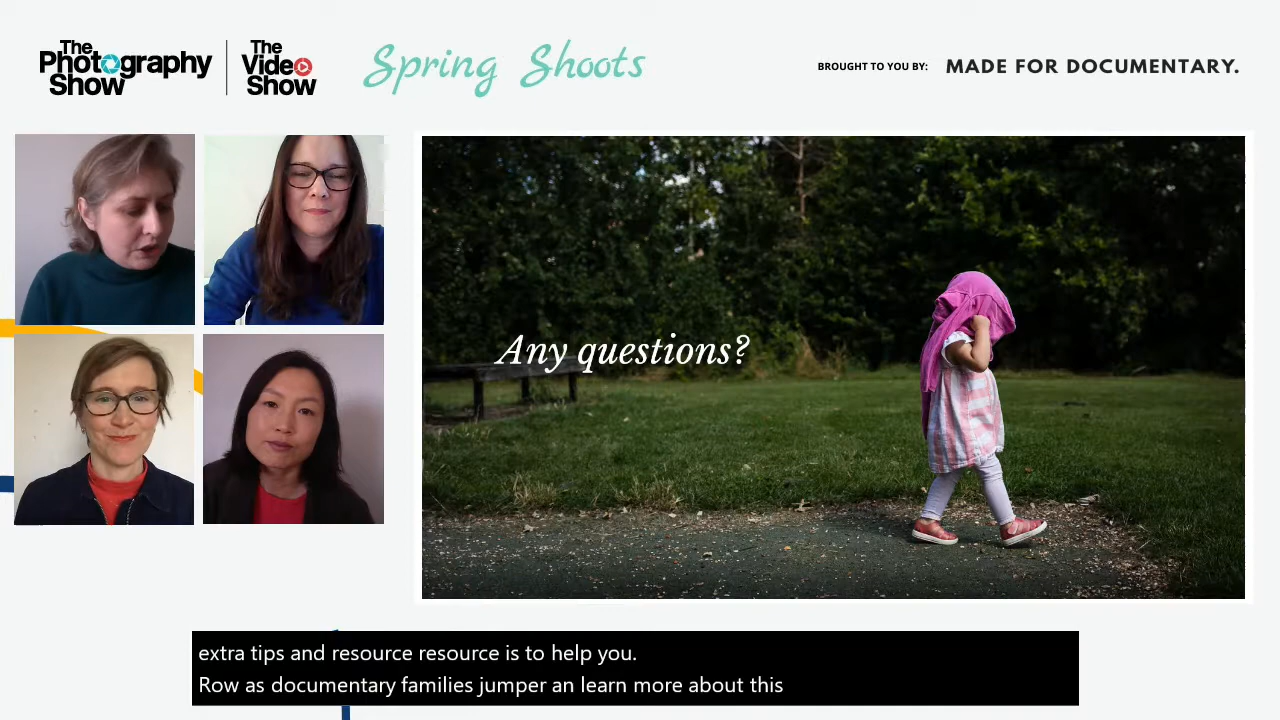 The
Photography
Show
The
Video
Show
Spring Shoots
BROUGHT TO YOU BY: MADE FOR DOCUMENTARY.
Any questions?
extra tips and resource resource is to help you.
Row as documentary families jumper an learn more about this